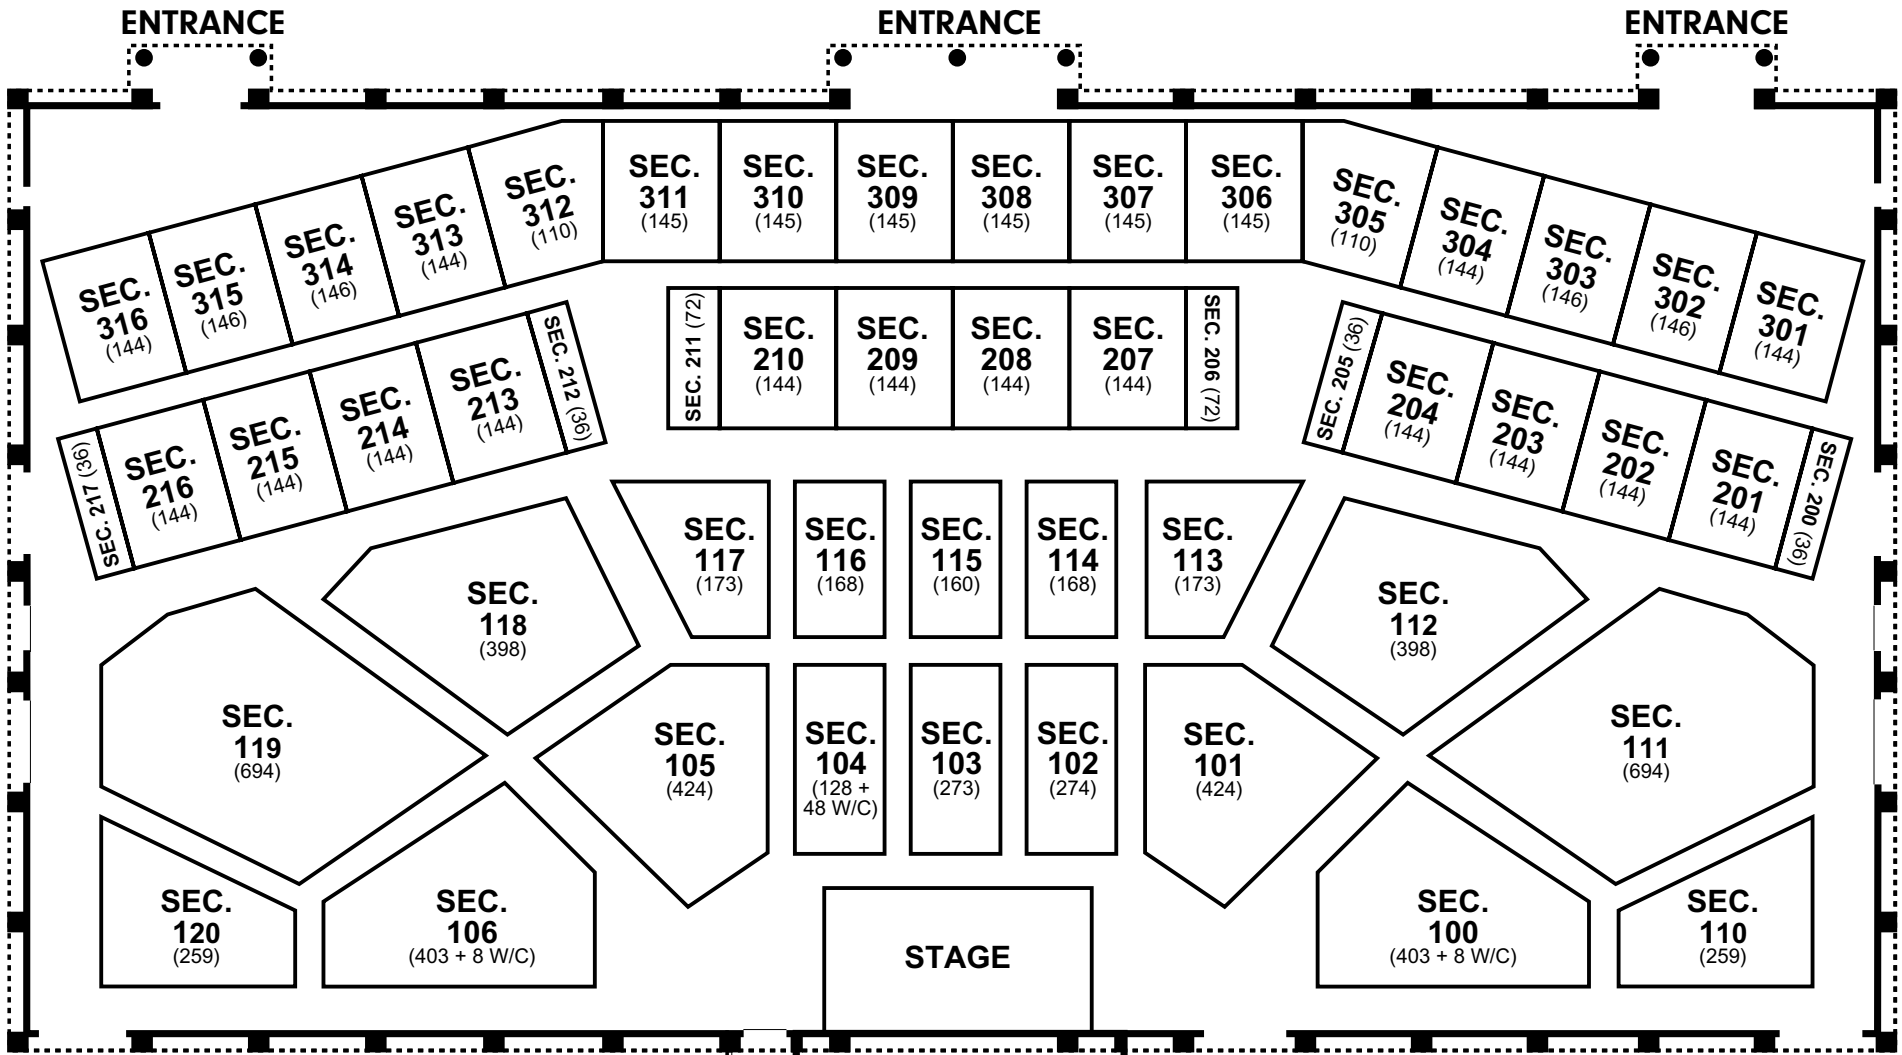 ENTRANCE
ENTRANCE
ENTRANCE
SEC.
316
(144)
SEC.
315
(146)
SEC.
314
(146)
SEC.
313
(144)
SEC.
312
(110)
SEC.
311
(145)
SEC.
310
(145)
SEC.
309
(145)
SEC.
308
(145)
SEC.
307
(145)
SEC.
306
(145)
SEC.
305
(110)
SEC.
304
(144)
SEC.
303
(146)
SEC.
302
(146)
SEC.
301
(144)
SEC. 217 (36)
SEC.
216
(144)
SEC.
215
(144)
SEC.
214
(144)
SEC.
213
(144)
SEC. 212 (36)
SEC. 211 (72)
SEC.
210
(144)
SEC.
209
(144)
SEC.
208
(144)
SEC.
207
(144)
SEC. 206 (72)
SEC. 205 (36)
SEC.
204
(144)
SEC.
203
(144)
SEC.
202
(144)
SEC.
201
(144)
SEC. 200 (36)
SEC.
117
(173)
SEC.
116
(168)
SEC.
115
(160)
SEC.
114
(168)
SEC.
113
(173)
SEC.
118
(398)
SEC.
112
(398)
SEC.
119
(694)
SEC.
105
(424)
SEC.
104
(128 +
48 W/C)
SEC.
103
(273)
SEC.
102
(274)
SEC.
101
(424)
SEC.
111
(694)
SEC.
120
(259)
SEC.
106
(403 + 8 W/C)
STAGE
SEC.
100
(403 + 8 W/C)
SEC.
110
(259)